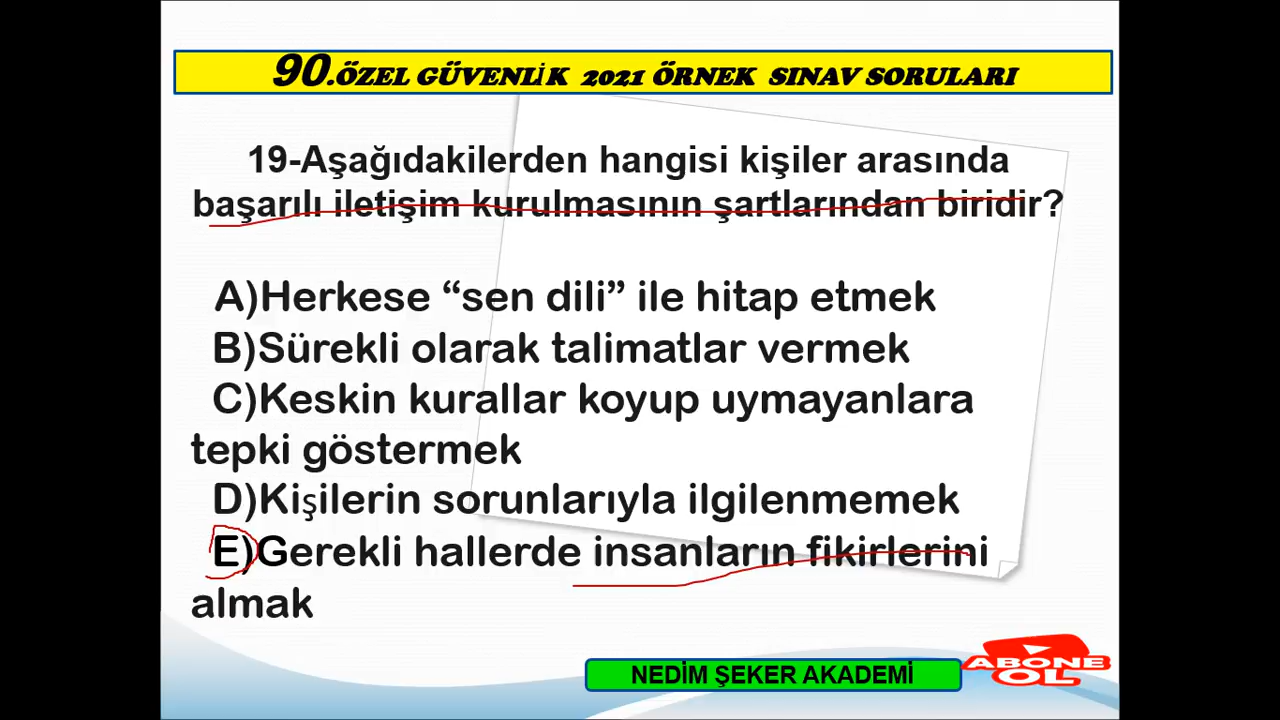 90.ÖZEL GÜVENLİK 2021 ÖRNEK SINAV SORULARI
19-Aşağıdakilerden hangisi kişiler arasında
başarılı iletişim kurulmasının şartlarından biridir?
A)Herkese “sen dili” ile hitap etmek
B)Sürekli olarak talimatlar vermek
C)Keskin kurallar koyup uymayanlara
tepki göstermek
D)Kişilerin sorunlarıyla ilgilenmemek
E)Gerekli hallerde insanların fikirlerini
almak
NEDİM ŞEKER AKADEMİ
ABONE
OL